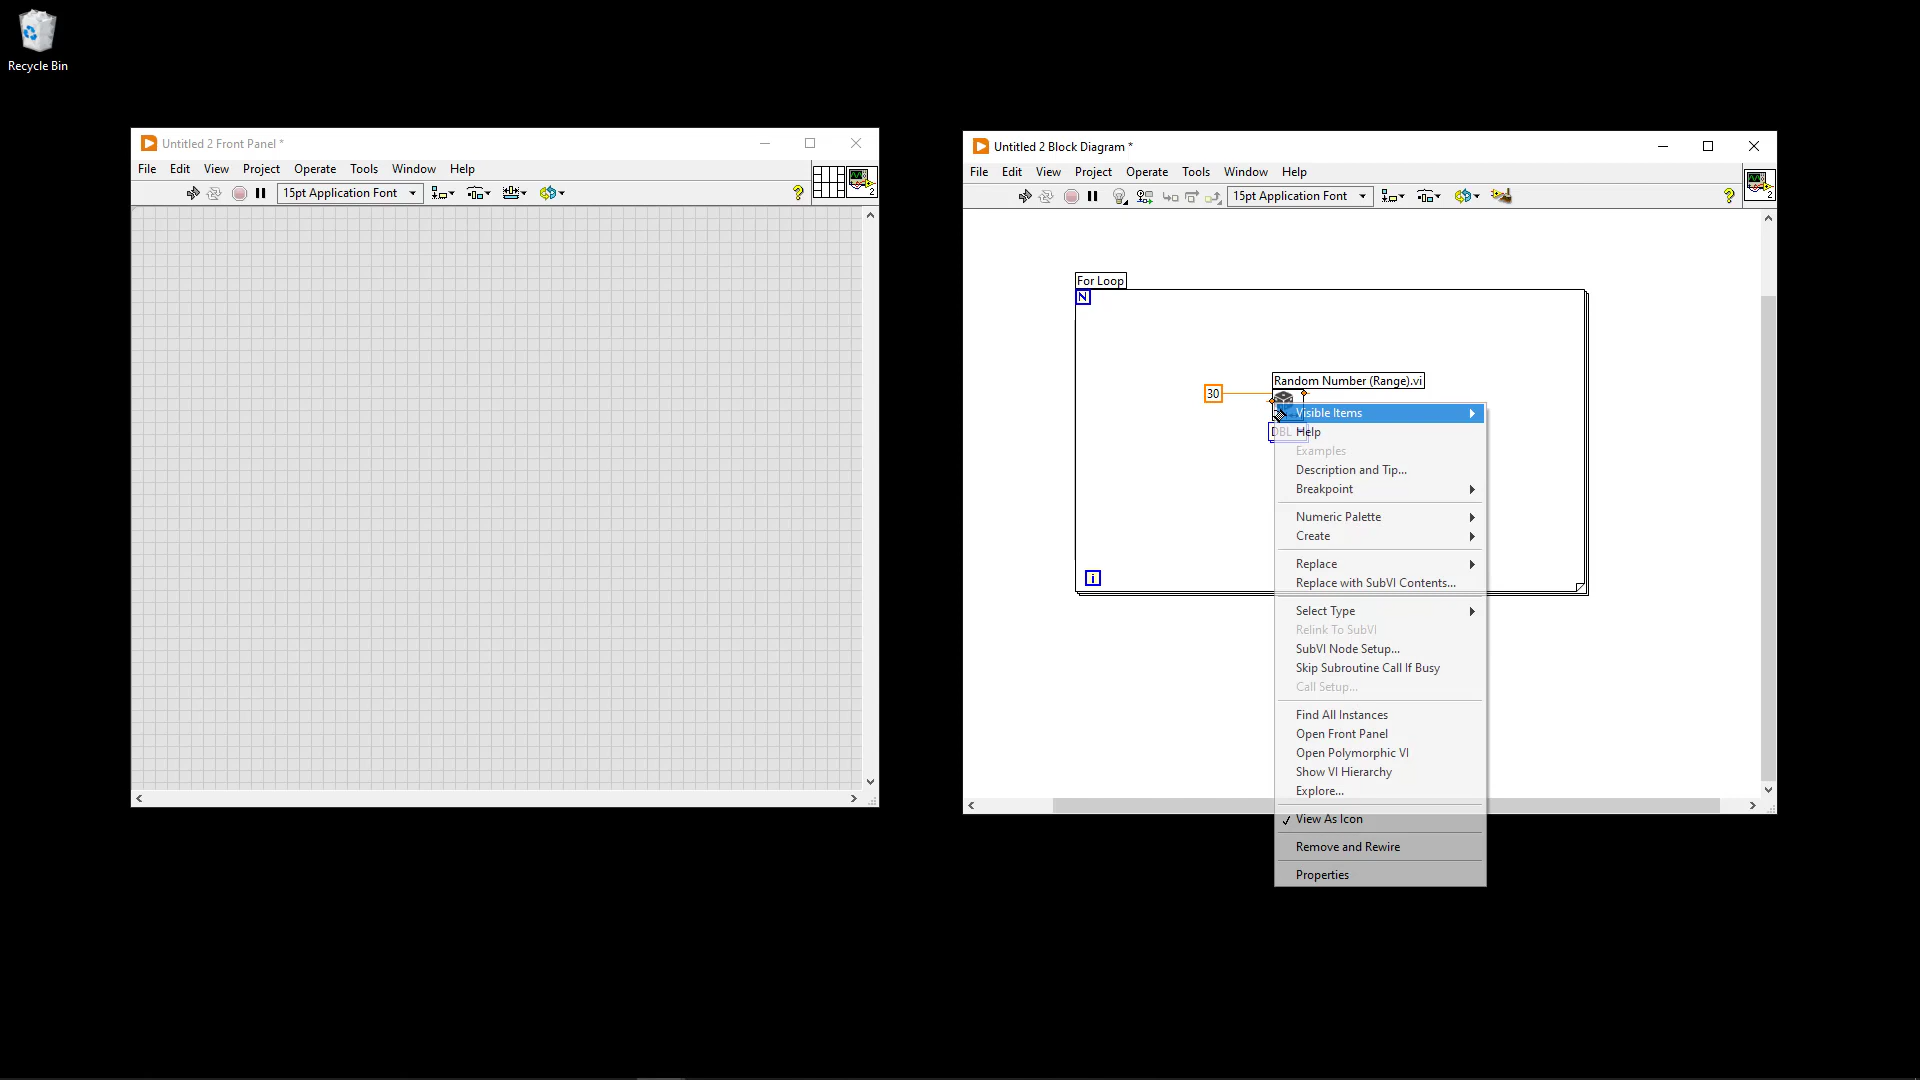 Recycle Bin
Untitled 2 Front Panel *
File Edit View Project Operate Tools Window Help
15pt Application Font
?
2
Untitled 2 Block Diagram *
File Edit View Project Operate Tools Window Help
15pt Application Font
?
2
For Loop
N
Random Number (Range).vi
30
DBL
i
Visible Items
Help
Examples
Description and Tip...
Breakpoint
Numeric Palette
Create
Replace
Replace with SubVI Contents...
Select Type
Relink To SubVI
SubVI Node Setup...
Skip Subroutine Call If Busy
Call Setup...
Find All Instances
Open Front Panel
Open Polymorphic VI
Show VI Hierarchy
Explore...
View As Icon
Remove and Rewire
Properties